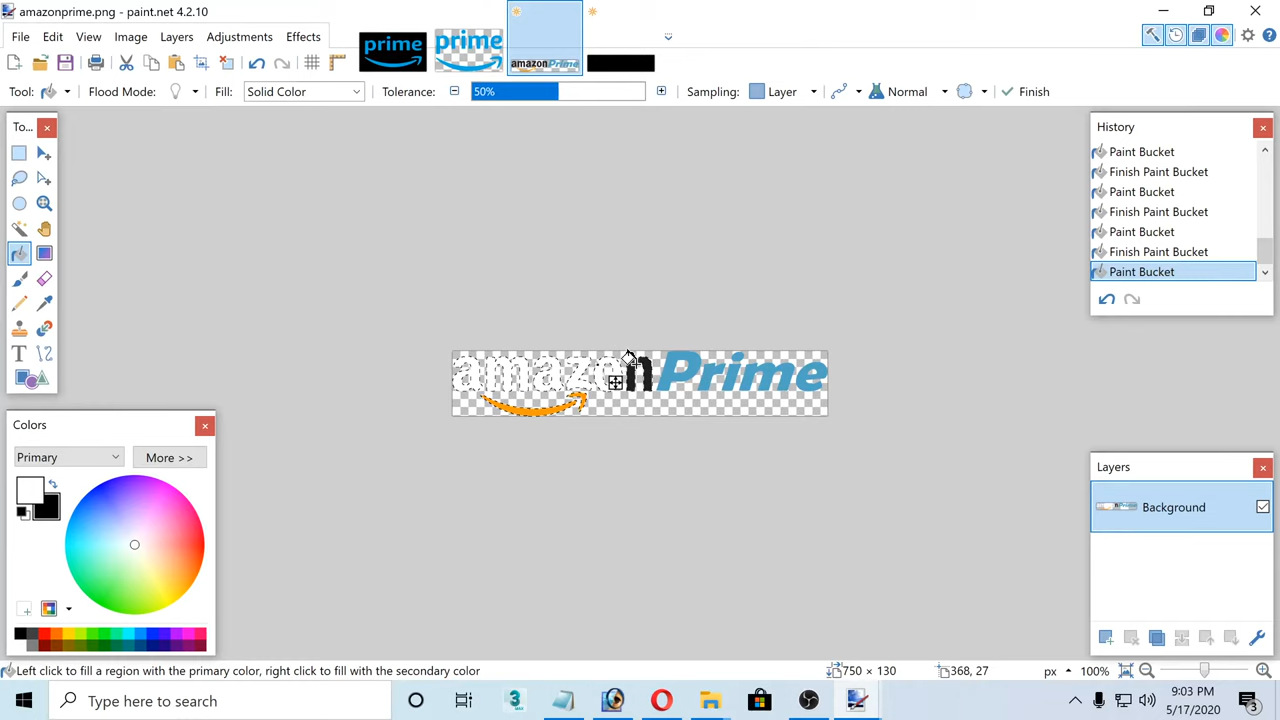 amazonprime.png - paint.net 4.2.10
File Edit View Image Layers Adjustments Effects
prime
prime
amazonPrime
Tool: Flood Mode: Fill: Solid Color Tolerance: 50% Sampling: Layer Normal Finish
To...
History
Paint Bucket
Finish Paint Bucket
Paint Bucket
Finish Paint Bucket
Paint Bucket
Finish Paint Bucket
Paint Bucket
amazonPrime
Colors
Primary
More >>
Layers
Background
Left click to fill a region with the primary color, right click to fill with the secondary color
750 × 130
368, 27
px
100%
Type here to search
9:03 PM
5/17/2020
3